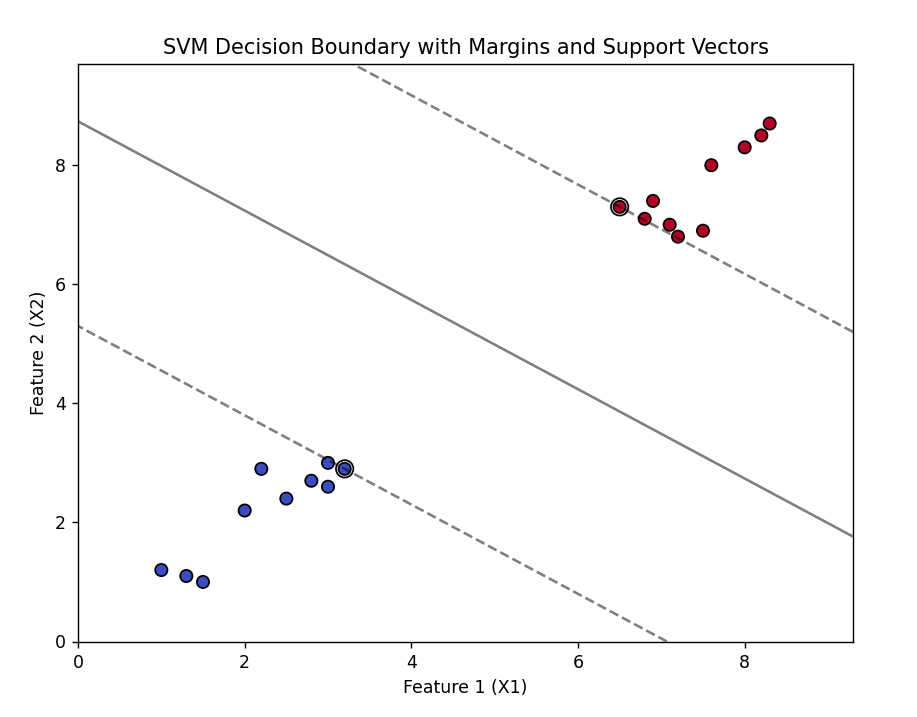 SVM Decision Boundary with Margins and Support Vectors
8
6
4
2
0
Feature 2 (X2)
0 2 4 6 8
Feature 1 (X1)